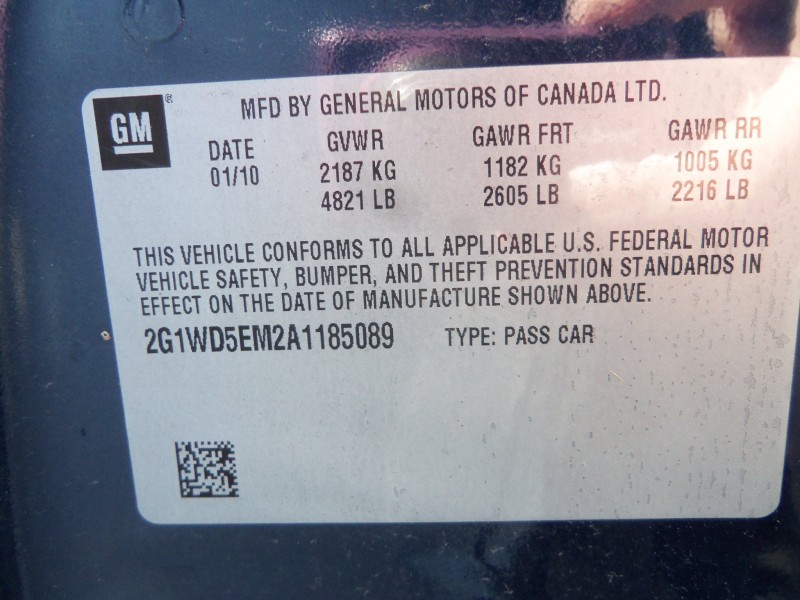 GM®
MFD BY GENERAL MOTORS OF CANADA LTD.
DATE GVWR GAWR FRT GAWR RR
01/10 2187 KG 1182 KG 1005 KG
4821 LB 2605 LB 2216 LB
THIS VEHICLE CONFORMS TO ALL APPLICABLE U.S. FEDERAL MOTOR
VEHICLE SAFETY, BUMPER, AND THEFT PREVENTION STANDARDS IN
EFFECT ON THE DATE OF MANUFACTURE SHOWN ABOVE.
2G1WD5EM2A1185089 TYPE: PASS CAR